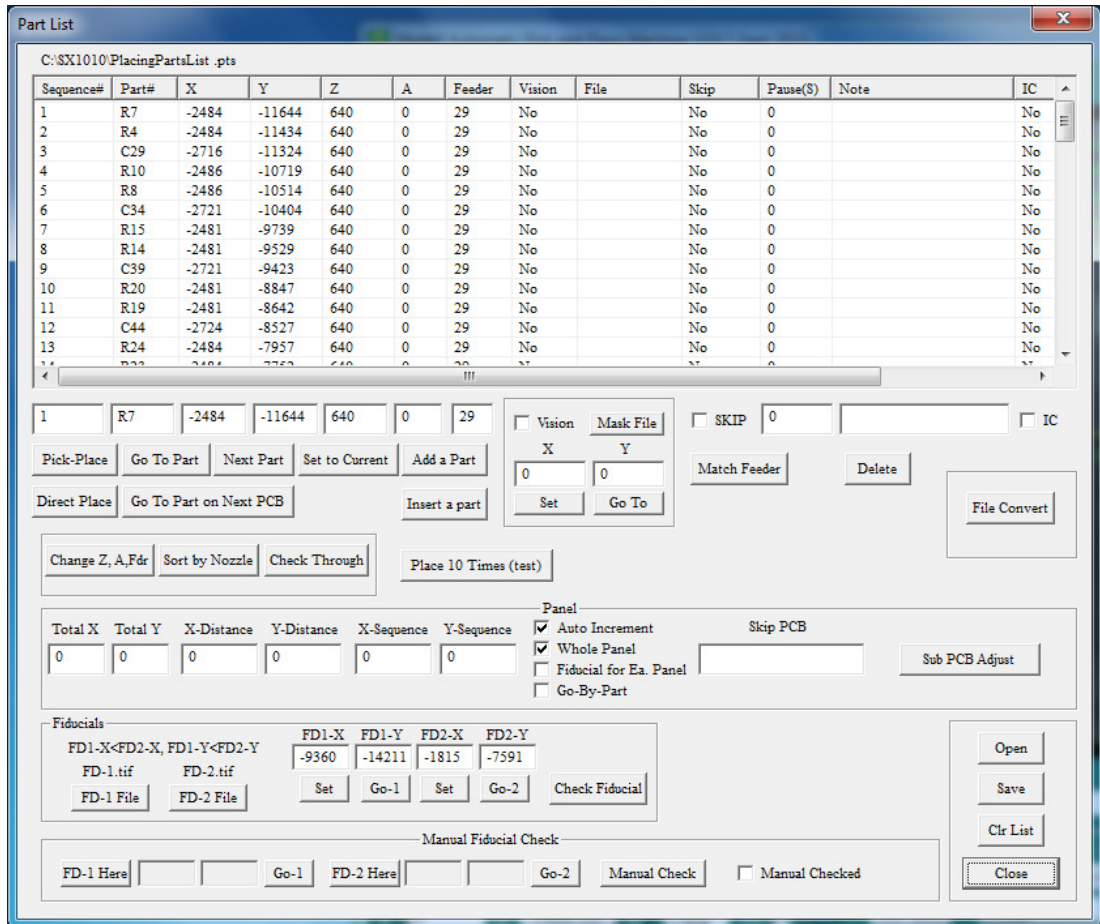 Part List
C:\SX1010\PlacingPartsList .pts
Sequence# Part# X Y Z A Feeder Vision File Skip Pause(S) Note IC
1 R7 -2484 -11644 640 0 29 No No 0 No
2 R4 -2484 -11434 640 0 29 No No 0 No
3 C29 -2716 -11324 640 0 29 No No 0 No
4 R10 -2486 -10719 640 0 29 No No 0 No
5 R8 -2486 -10514 640 0 29 No No 0 No
6 C34 -2721 -10404 640 0 29 No No 0 No
7 R15 -2481 -9739 640 0 29 No No 0 No
8 R14 -2481 -9529 640 0 29 No No 0 No
9 C39 -2721 -9423 640 0 29 No No 0 No
10 R20 -2481 -8847 640 0 29 No No 0 No
11 R19 -2481 -8642 640 0 29 No No 0 No
12 C44 -2724 -8527 640 0 29 No No 0 No
13 R24 -2484 -7957 640 0 29 No No 0 No
1 R7 -2484 -11644 640 0 29 Vision Mask File SKIP 0 IC
X Y
Pick-Place Go To Part Next Part Set to Current Add a Part 0 0 Match Feeder Delete
Direct Place Go To Part on Next PCB Insert a part Set Go To File Convert
Change Z, A,Fdr Sort by Nozzle Check Through Place 10 Times (test)
Panel
Total X Total Y X-Distance Y-Distance X-Sequence Y-Sequence Auto Increment Skip PCB
0 0 0 0 0 0 Whole Panel Sub PCB Adjust
Fiducial for Ea. Panel
Go-By-Part
Fiducials
FD1-X<FD2-X, FD1-Y<FD2-Y FD1-X FD1-Y FD2-X FD2-Y Open
-9360 -14211 -1815 -7591
FD-1.tif FD-2.tif
FD-1 File FD-2 File Set Go-1 Set Go-2 Check Fiducial Save
Clr List
Manual Fiducial Check
FD-1 Here Go-1 FD-2 Here Go-2 Manual Check Manual Checked Close